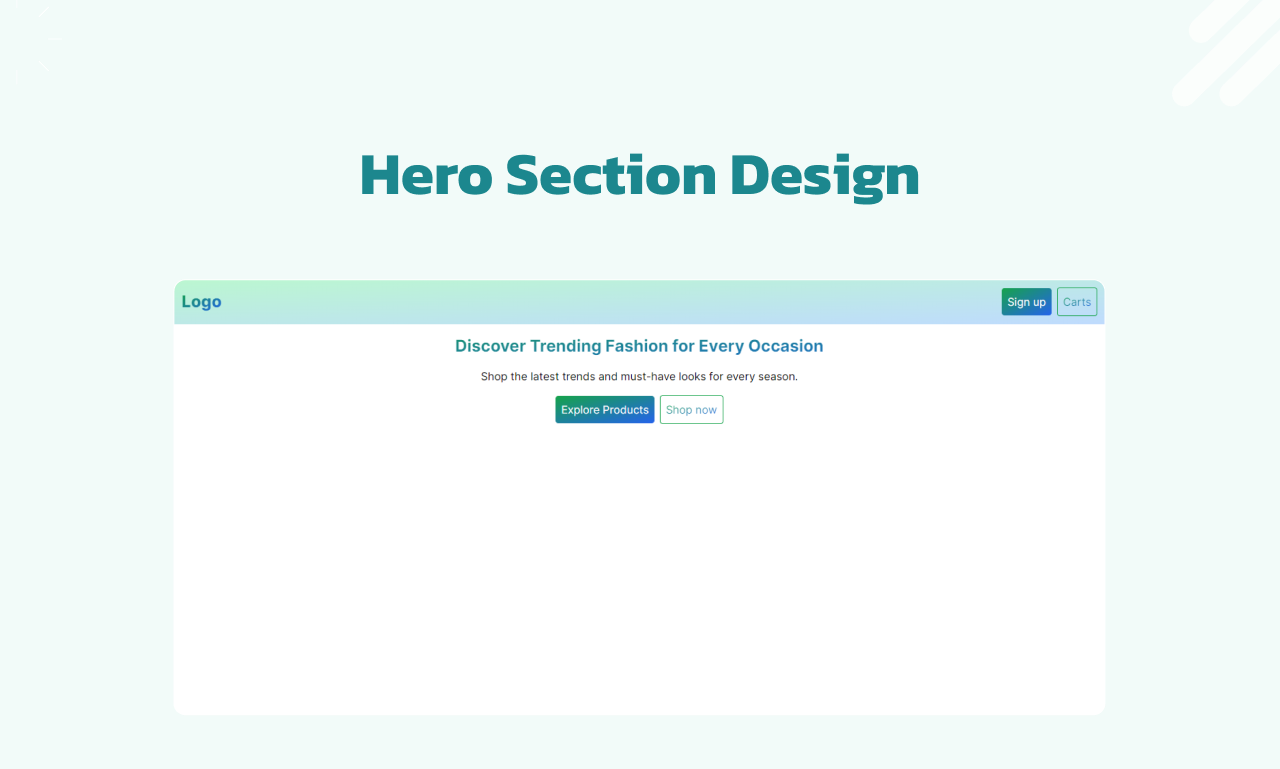 Hero Section Design
Logo
Sign up
Carts
Discover Trending Fashion for Every Occasion
Shop the latest trends and must-have looks for every season.
Explore Products
Shop now